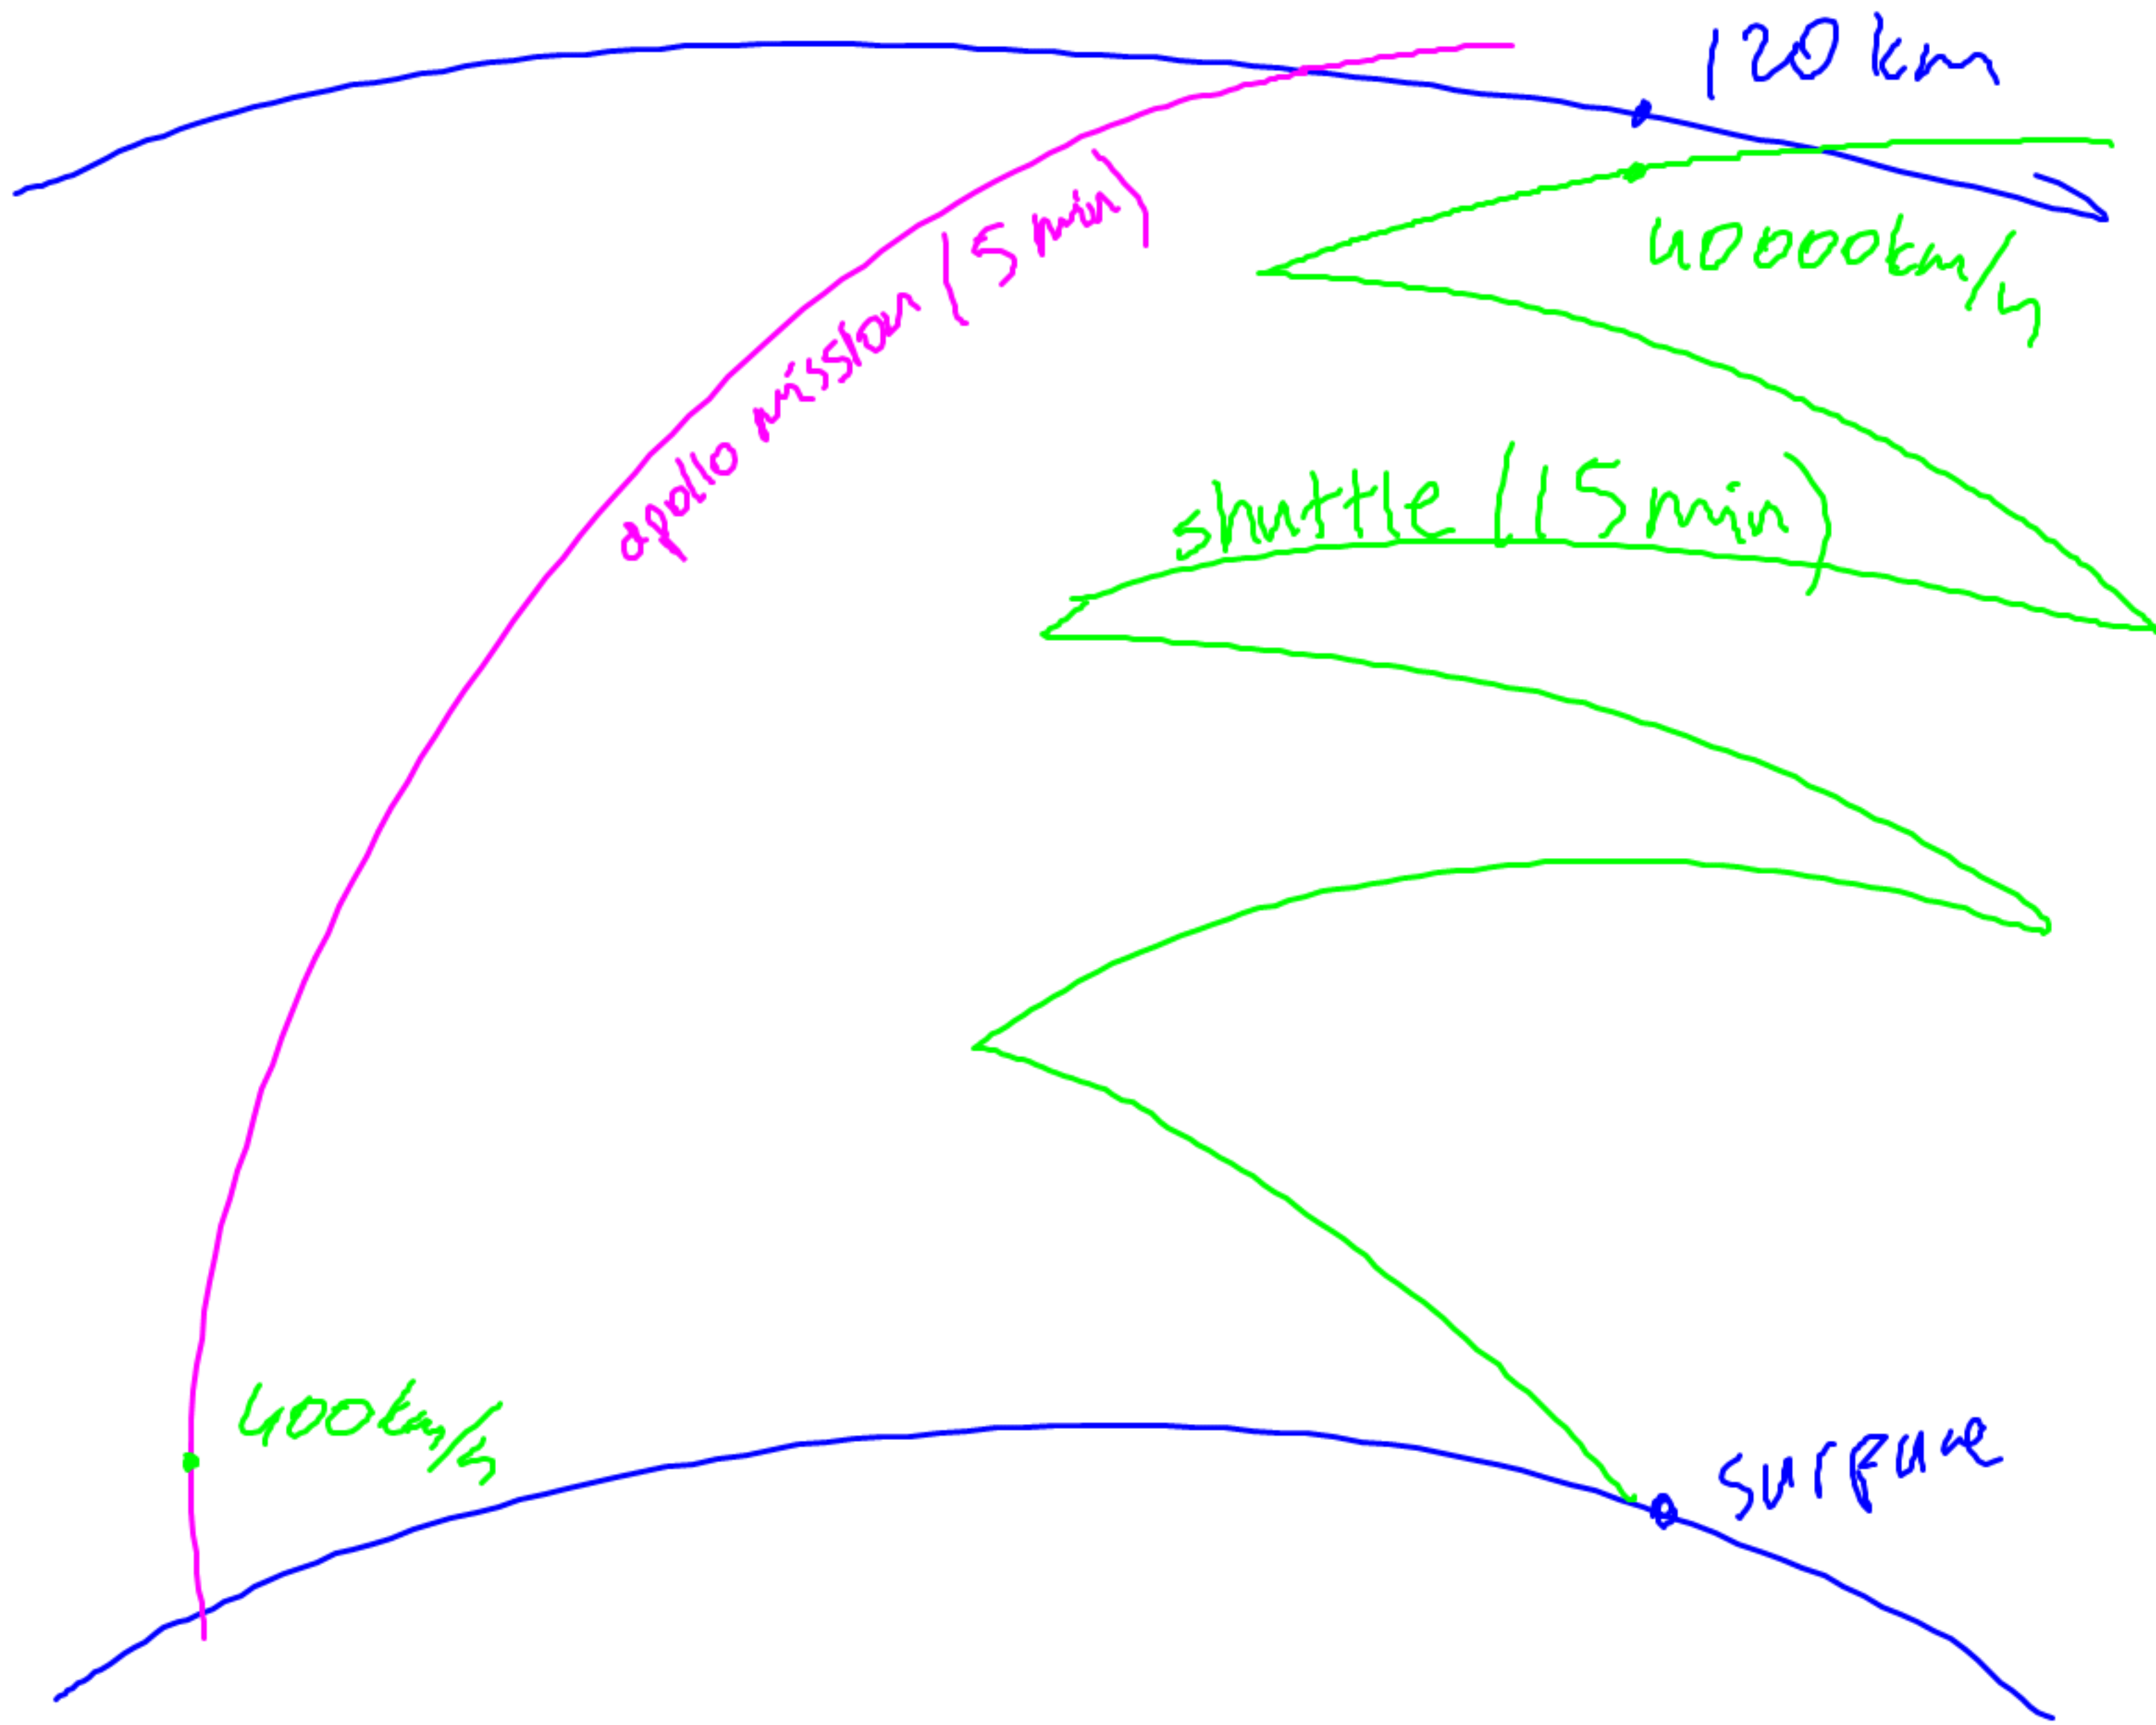 120 km
40000km/h
apollo mission (5 min)
shuttle (15 min)
400km/h
surface